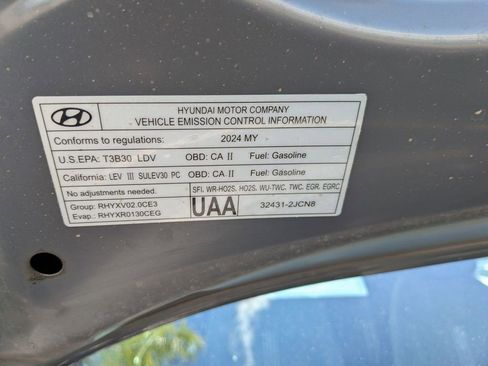 HYUNDAI MOTOR COMPANY
VEHICLE EMISSION CONTROL INFORMATION
Conforms to regulations: 2024 MY
U.S.EPA: T3B30 LDV OBD: CA II Fuel: Gasoline
California: LEV III SULEV30 PC OBD: CA II Fuel: Gasoline
No adjustments needed. SFI, WR-HO2S, HO2S, WU-TWC, TWC, EGR, EGRC
Group: RHYXV02.0CE3
Evap: RHYXR0130CEG
UAA 32431-2JCN8